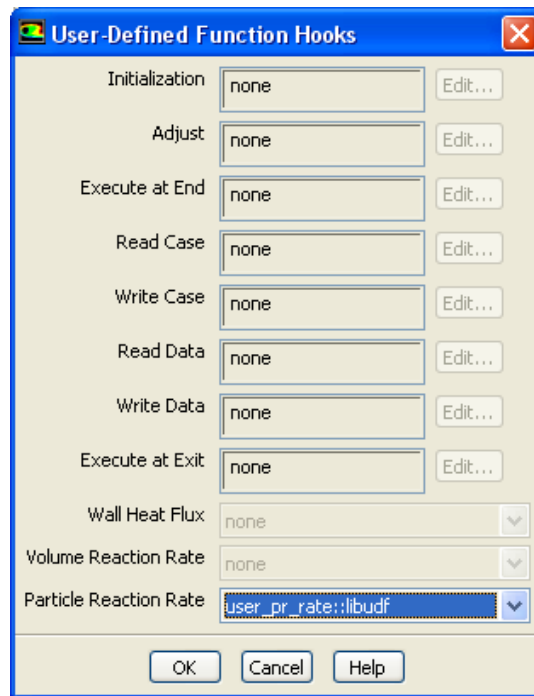 User-Defined Function Hooks
Initialization none Edit...
Adjust none Edit...
Execute at End none Edit...
Read Case none Edit...
Write Case none Edit...
Read Data none Edit...
Write Data none Edit...
Execute at Exit none Edit...
Wall Heat Flux none
Volume Reaction Rate none
Particle Reaction Rate user_pr_rate::libudf
OK Cancel Help